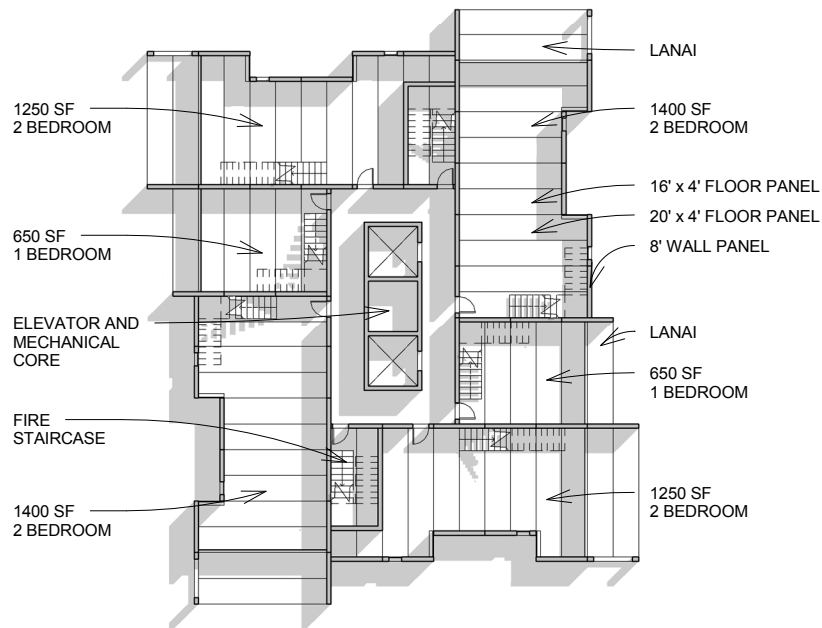 1250 SF
2 BEDROOM
650 SF
1 BEDROOM
ELEVATOR AND
MECHANICAL
CORE
FIRE
STAIRCASE
1400 SF
2 BEDROOM
LANAI
1400 SF
2 BEDROOM
16' x 4' FLOOR PANEL
20' x 4' FLOOR PANEL
8' WALL PANEL
LANAI
650 SF
1 BEDROOM
1250 SF
2 BEDROOM